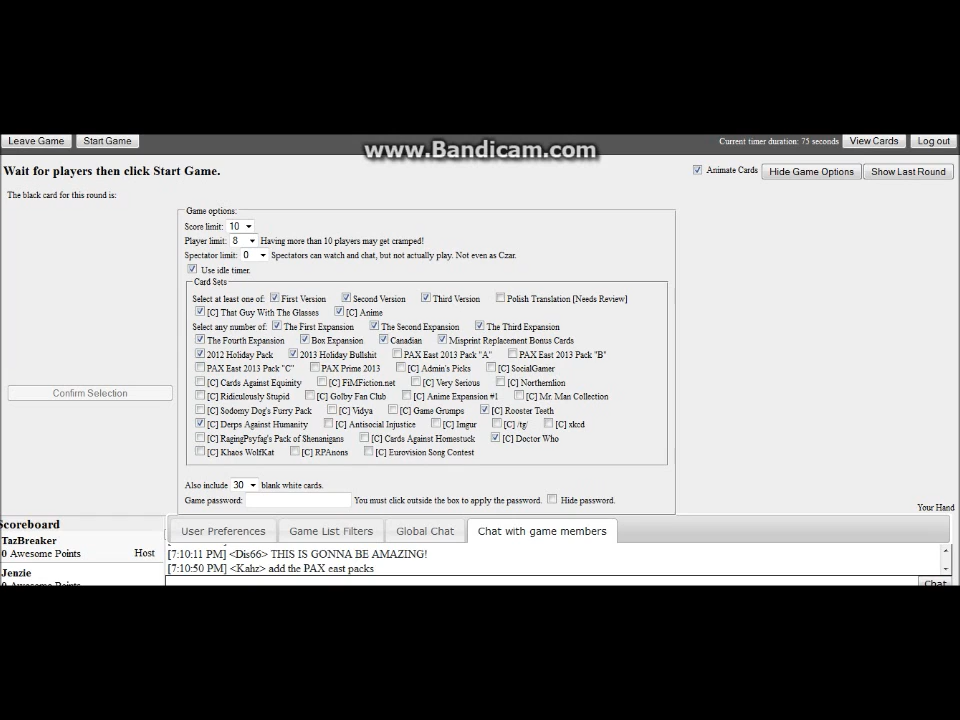 Leave Game Start Game www.Bandicam.com Current timer duration: 75 seconds View Cards Log out
Wait for players then click Start Game. Animate Cards Hide Game Options Show Last Round
The black card for this round is:
Game options:
Score limit: 10
Player limit: 8 Having more than 10 players may get cramped!
Spectator limit: 0 Spectators can watch and chat, but not actually play. Not even as Czar.
Use idle timer.
Card Sets
Select at least one of: First Version Second Version Third Version Polish Translation [Needs Review]
[C] That Guy With The Glasses [C] Anime
Select any number of: The First Expansion The Second Expansion The Third Expansion
The Fourth Expansion Box Expansion Canadian Misprint Replacement Bonus Cards
2012 Holiday Pack 2013 Holiday Bullshit PAX East 2013 Pack "A" PAX East 2013 Pack "B"
PAX East 2013 Pack "C" PAX Prime 2013 [C] Admin's Picks [C] SocialGamer
[C] Cards Against Equinity [C] FiMFiction.net [C] Very Serious [C] Northernlion
[C] Ridiculously Stupid [C] Golby Fan Club [C] Anime Expansion #1 [C] Mr. Man Collection
[C] Sodomy Dog's Furry Pack [C] Vidya [C] Game Grumps [C] Rooster Teeth
[C] Derps Against Humanity [C] Antisocial Injustice [C] Imgur [C] /tg/ [C] xkcd
[C] RagingPsyfag's Pack of Shenanigans [C] Cards Against Homestuck [C] Doctor Who
[C] Khaos WolfKat [C] RPAnons [C] Eurovision Song Contest
Confirm Selection
Also include 30 blank white cards.
Game password: You must click outside the box to apply the password. Hide password.
Your Hand
Scoreboard
User Preferences Game List Filters Global Chat Chat with game members
TazBreaker
0 Awesome Points Host
Jenzie
0 Awesome Points
[7:10:11 PM] <Dis66> THIS IS GONNA BE AMAZING!
[7:10:50 PM] <Kahz> add the PAX east packs
Chat